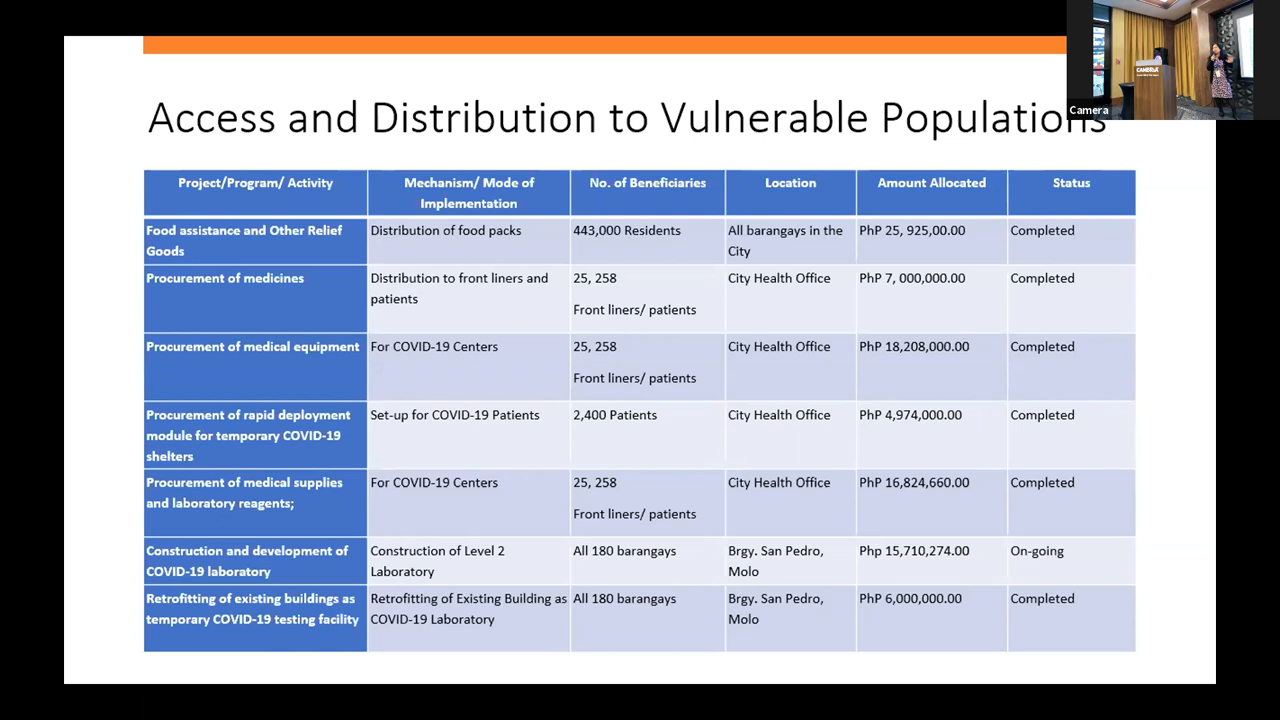 Access and Distribution to Vulnerable Populations
Camera
CAMBRIA
Project/Program/ Activity
Mechanism/ Mode of
Implementation
No. of Beneficiaries
Location
Amount Allocated
Status
Food assistance and Other Relief
Goods
Distribution of food packs
443,000 Residents
All barangays in the
City
PhP 25, 925,00.00
Completed
Procurement of medicines
Distribution to front liners and
patients
25, 258
Front liners/ patients
City Health Office
PhP 7, 000,000.00
Completed
Procurement of medical equipment
For COVID-19 Centers
25, 258
Front liners/ patients
City Health Office
PhP 18,208,000.00
Completed
Procurement of rapid deployment
module for temporary COVID-19
shelters
Set-up for COVID-19 Patients
2,400 Patients
City Health Office
PhP 4,974,000.00
Completed
Procurement of medical supplies
and laboratory reagents;
For COVID-19 Centers
25, 258
Front liners/ patients
City Health Office
PhP 16,824,660.00
Completed
Construction and development of
COVID-19 laboratory
Construction of Level 2
Laboratory
All 180 barangays
Brgy. San Pedro,
Molo
Php 15,710,274.00
On-going
Retrofitting of existing buildings as
temporary COVID-19 testing facility
Retrofitting of Existing Building as
COVID-19 Laboratory
All 180 barangays
Brgy. San Pedro,
Molo
PhP 6,000,000.00
Completed